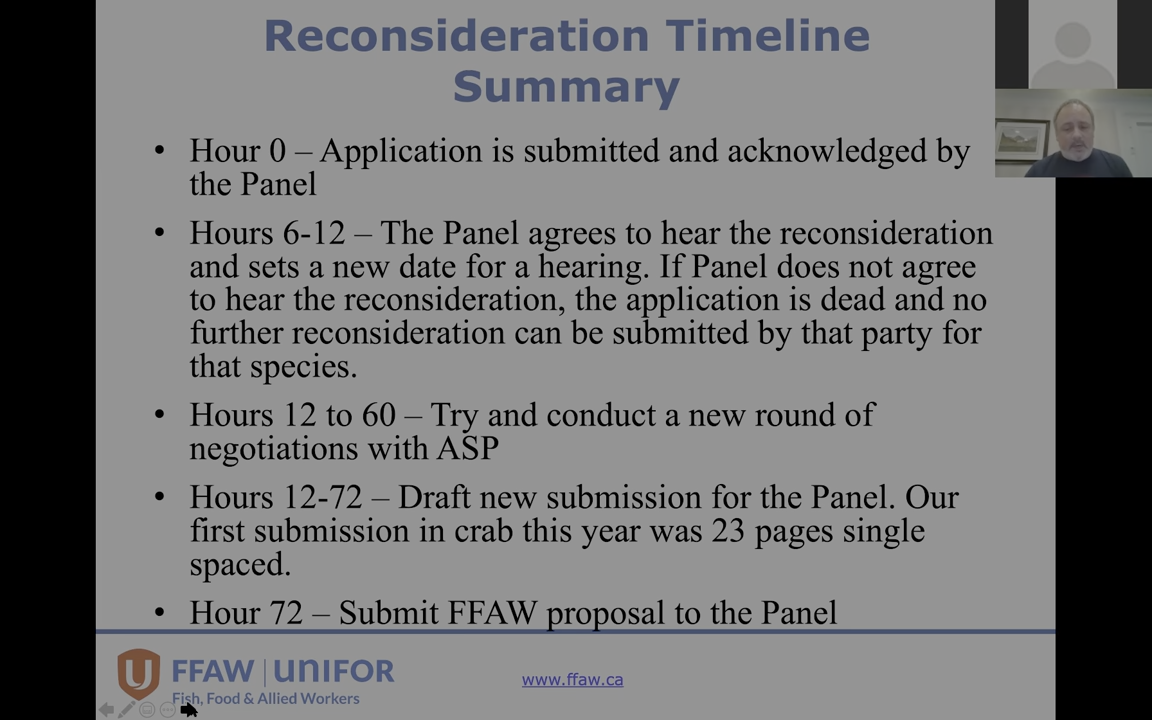 Reconsideration Timeline
Summary
• Hour 0 – Application is submitted and acknowledged by
the Panel
• Hours 6-12 – The Panel agrees to hear the reconsideration
and sets a new date for a hearing. If Panel does not agree
to hear the reconsideration, the application is dead and no
further reconsideration can be submitted by that party for
that species.
• Hours 12 to 60 – Try and conduct a new round of
negotiations with ASP
• Hours 12-72 – Draft new submission for the Panel. Our
first submission in crab this year was 23 pages single
spaced.
• Hour 72 – Submit FFAW proposal to the Panel
FFAW | UNIFOR
Fish, Food & Allied Workers
www.ffaw.ca